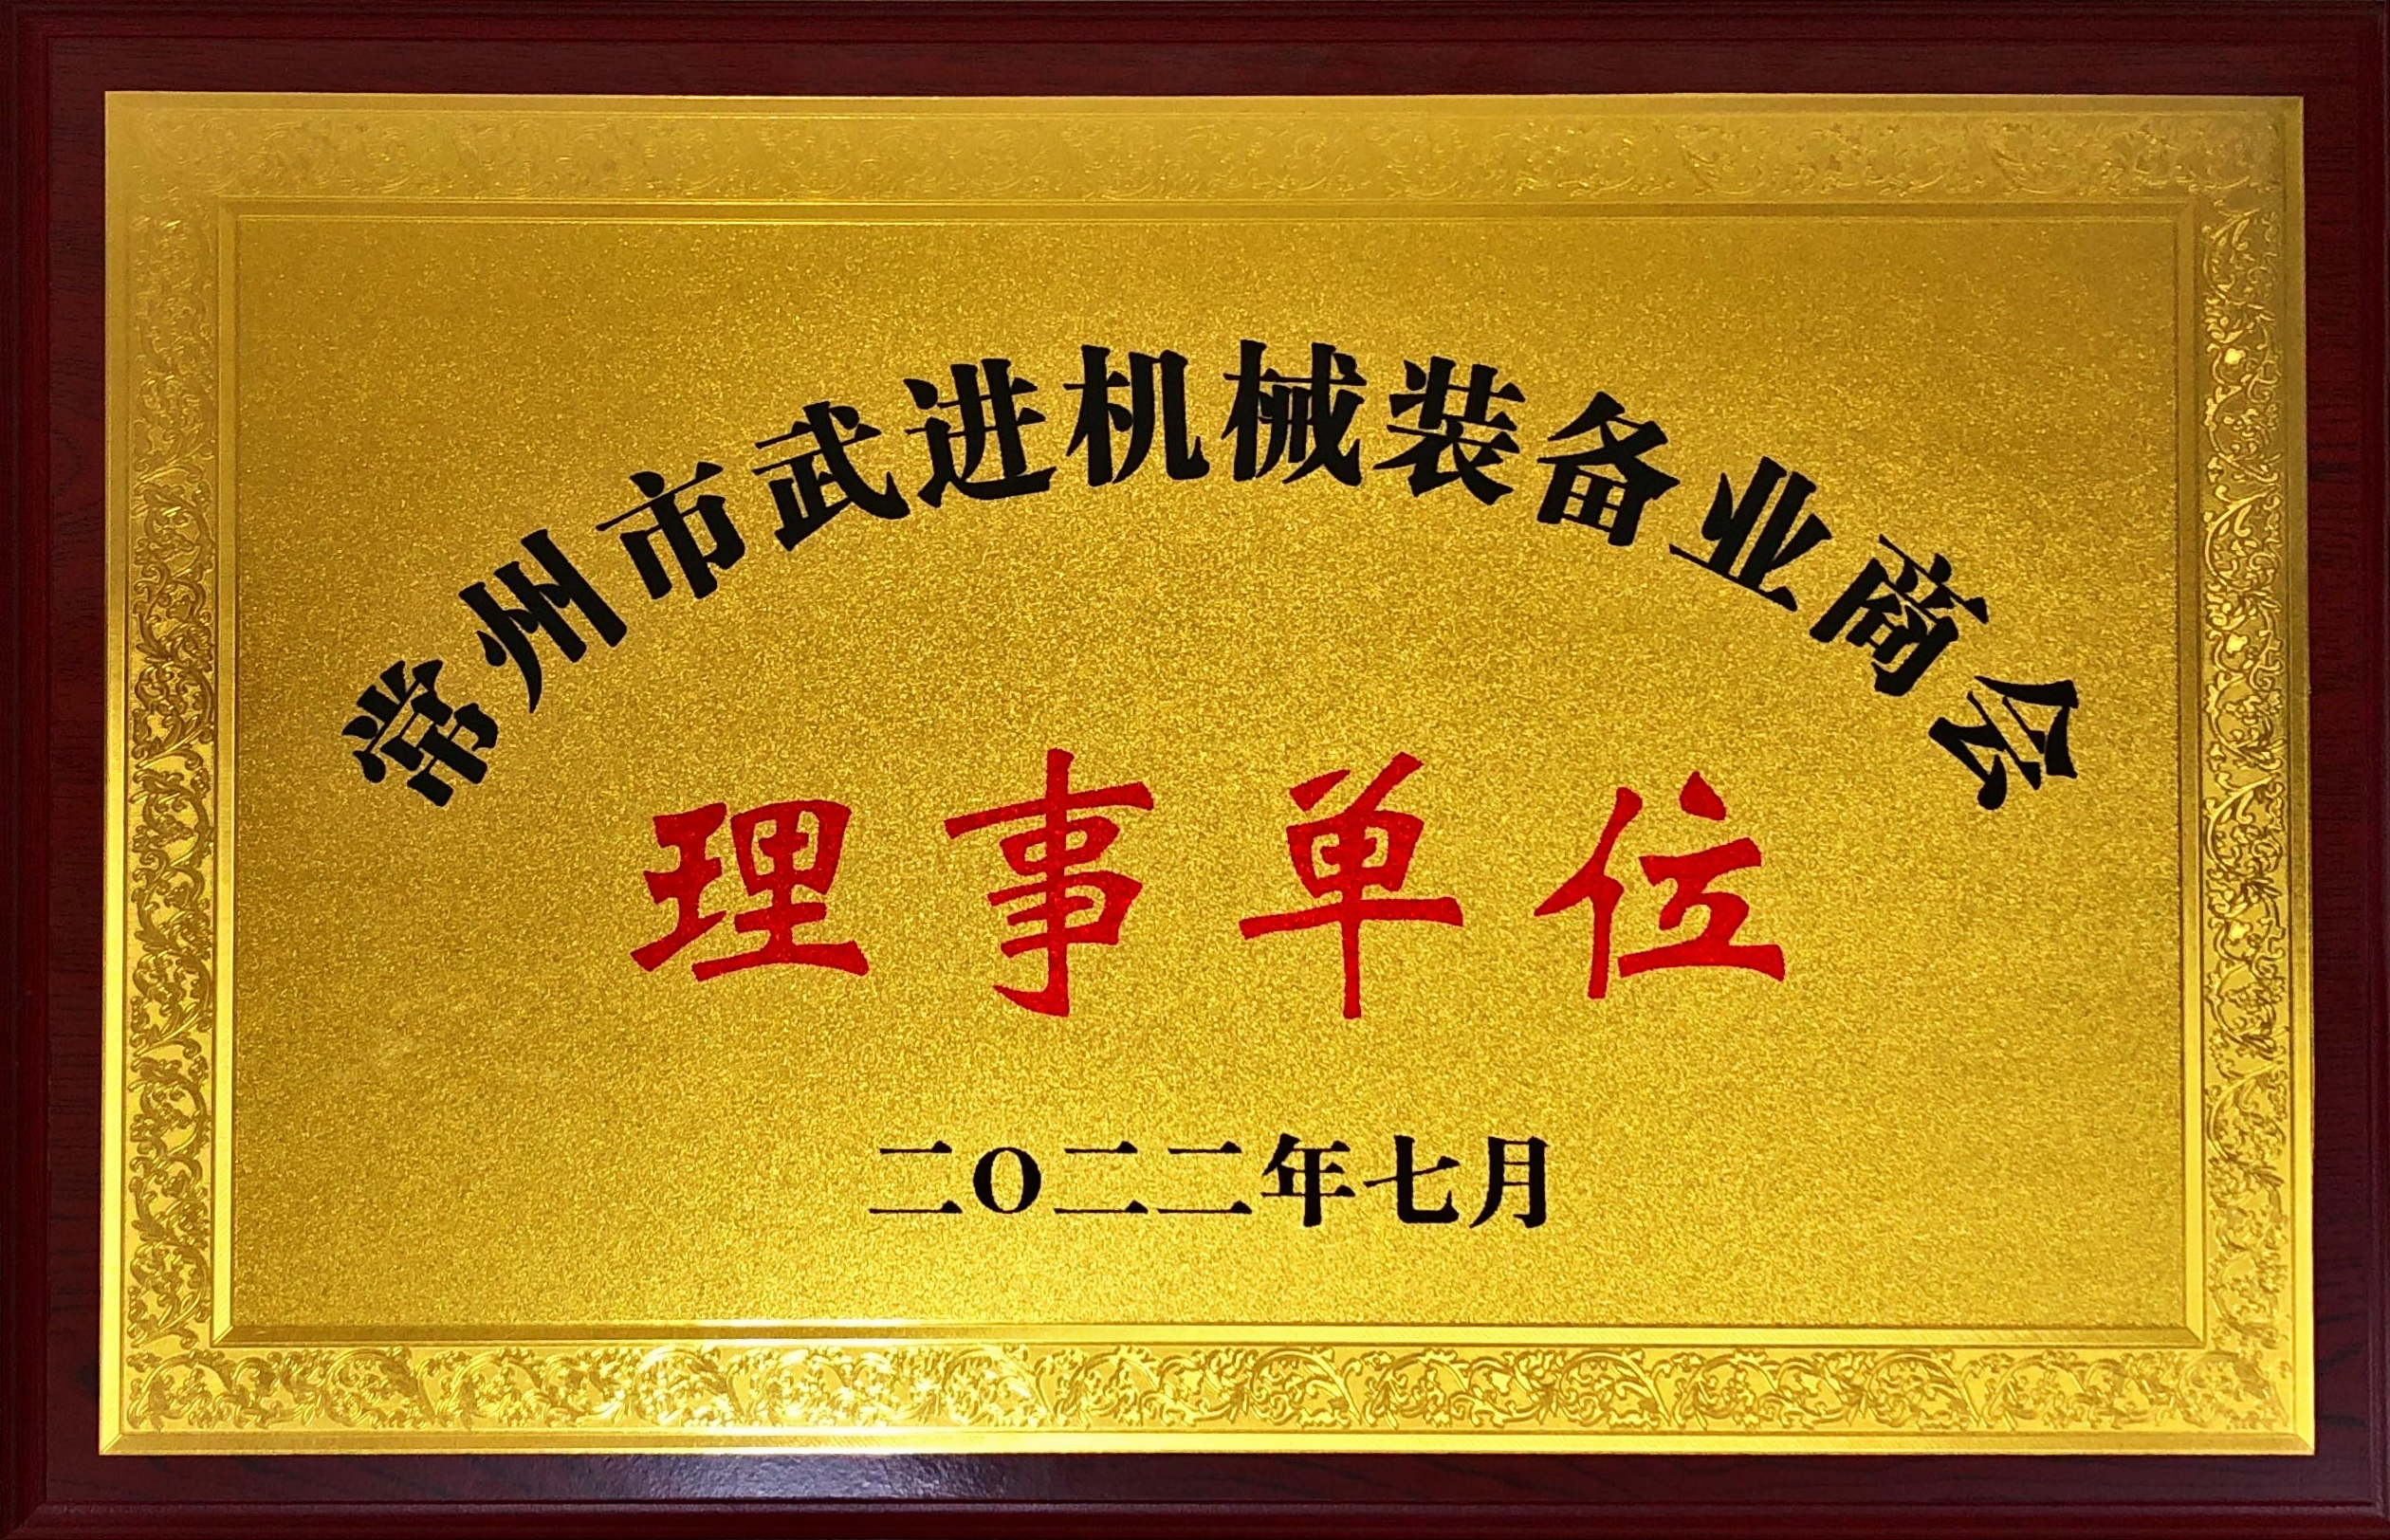 常州市武进机械装备业商会
理事单位
二O二二年七月